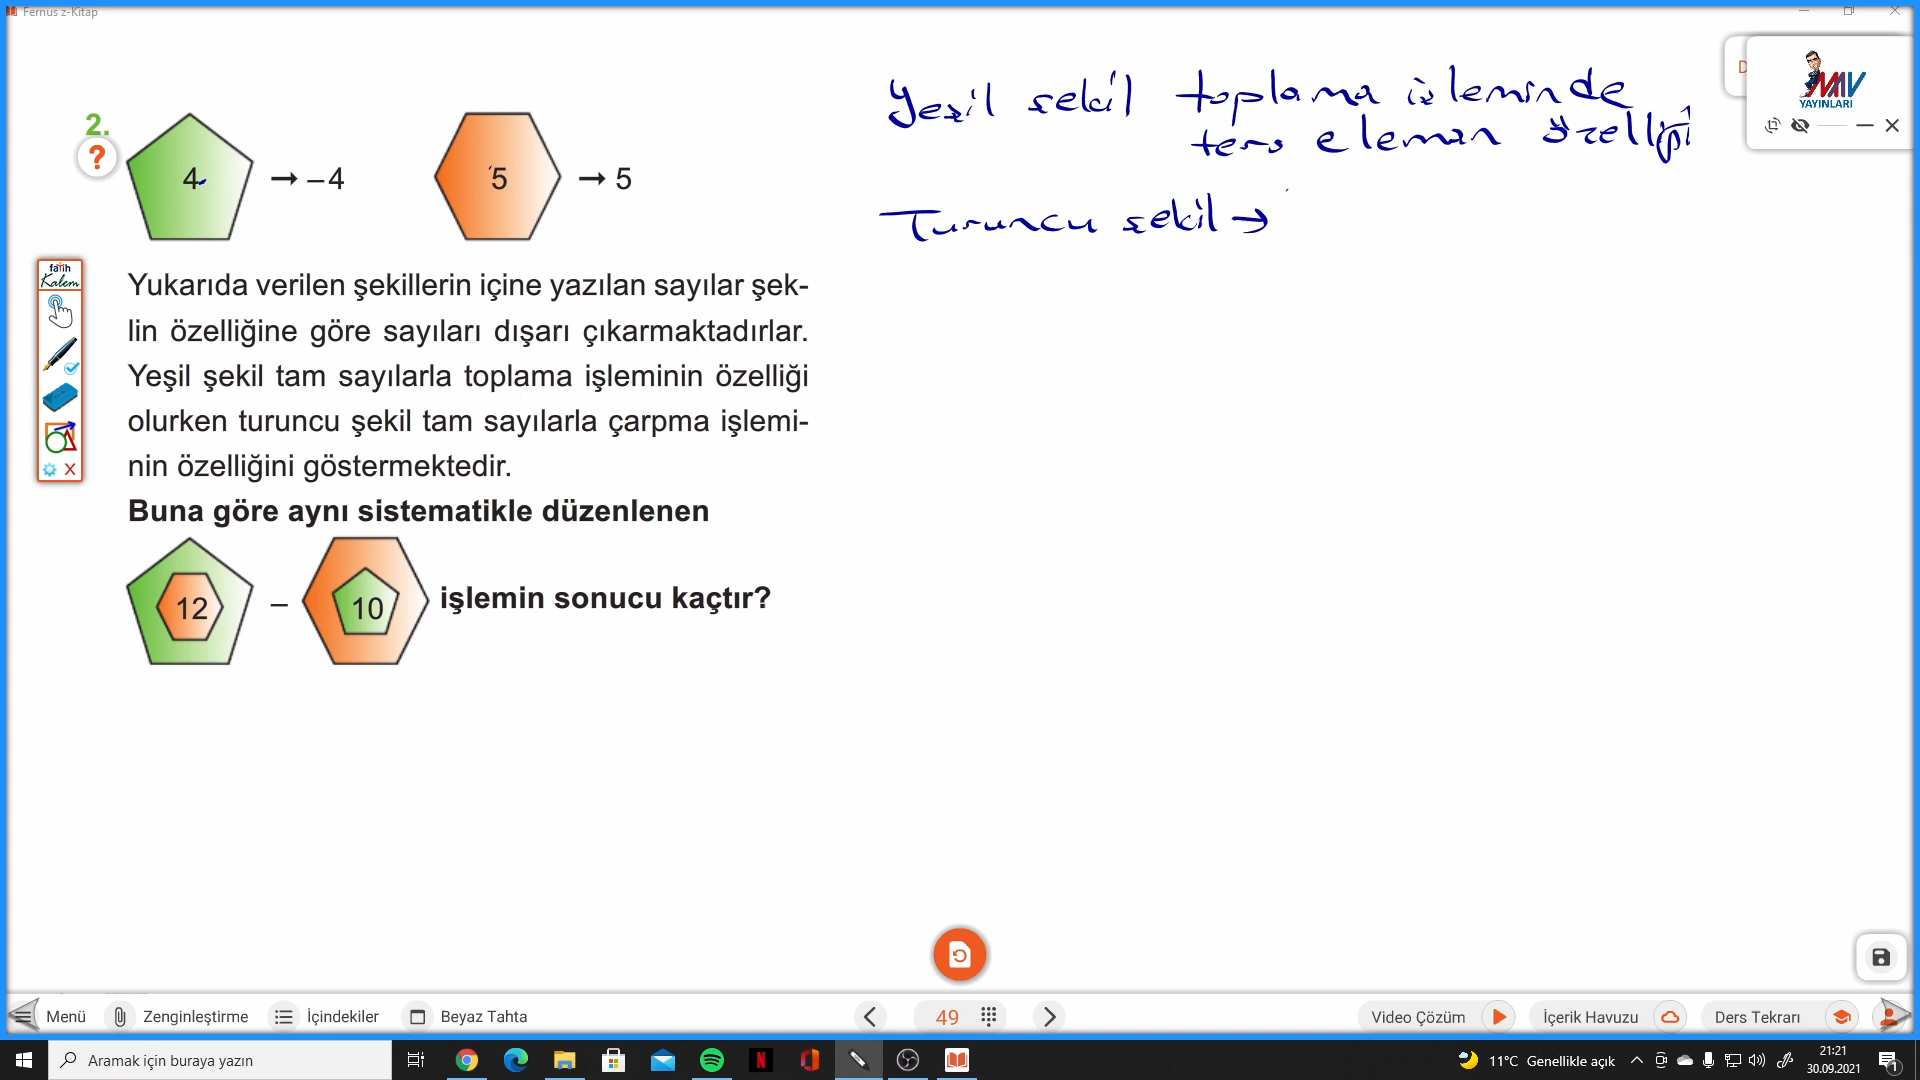 Fernus z-Kitap
Yeşil şekil toplama işleminde
ters eleman özelliği
Turuncu şekil →
MAV
YAYINLARI
2.
?
4 → –4
5 → 5
fatih
Kalem
Yukarıda verilen şekillerin içine yazılan sayılar şek-
lin özelliğine göre sayıları dışarı çıkarmaktadırlar.
Yeşil şekil tam sayılarla toplama işleminin özelliği
olurken turuncu şekil tam sayılarla çarpma işlemi-
nin özelliğini göstermektedir.
Buna göre aynı sistematikle düzenlenen
12 – 10 işlemin sonucu kaçtır?
Menü
Zenginleştirme
İçindekiler
Beyaz Tahta
49
Video Çözüm
İçerik Havuzu
Ders Tekrarı
Aramak için buraya yazın
11°C Genellikle açık
21:21
30.09.2021
1